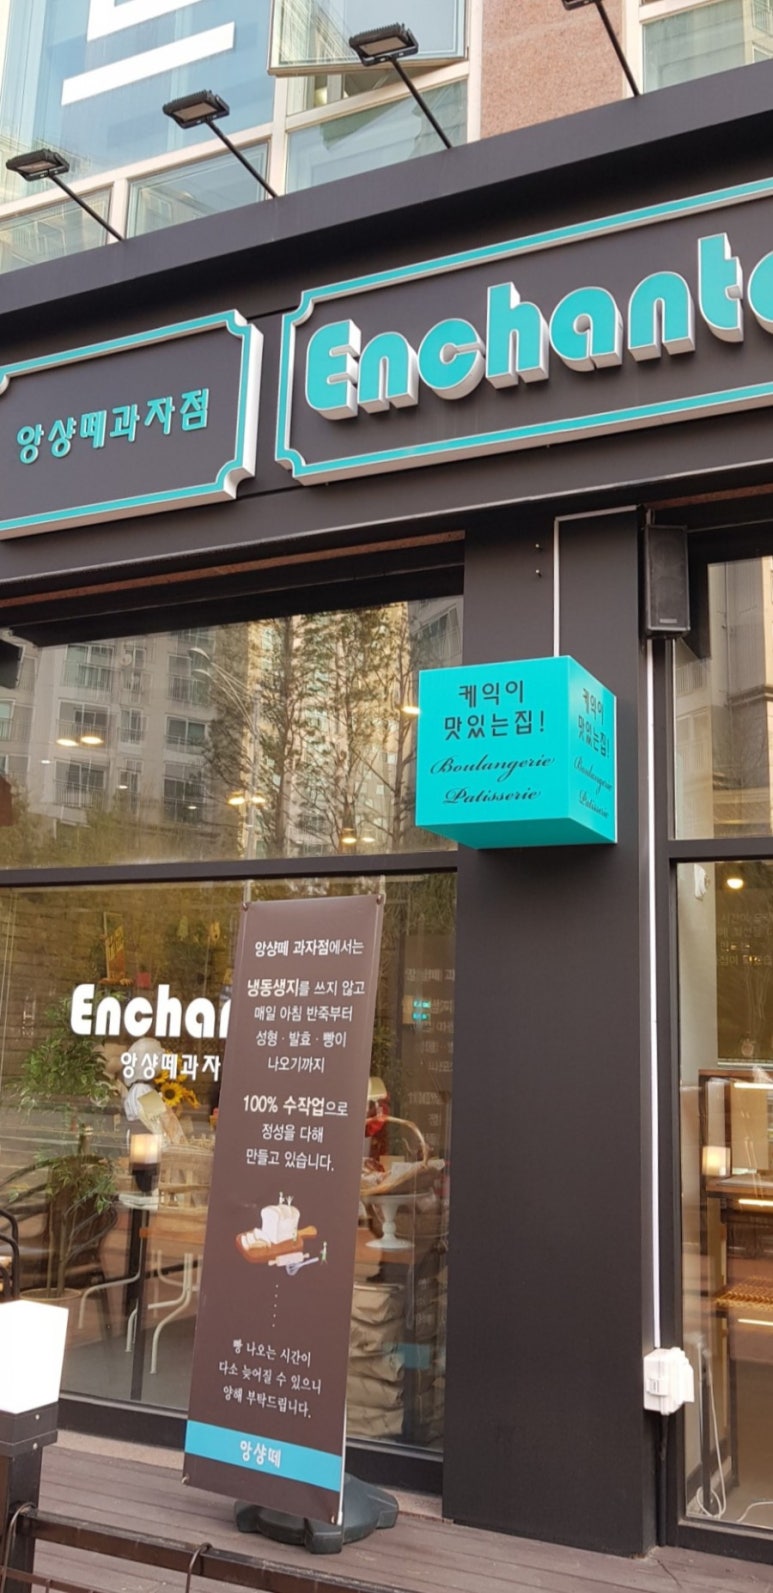 앙샹떼과자점
Enchante
케익이
맛있는집!
Boulangerie
Patisserie
케익이
맛있는집!
Boulangerie
Patisserie
Enchan
앙샹떼과자
앙샹떼 과자점에서는
냉동생지를 쓰지 않고
매일 아침 반죽부터
성형 · 발효 · 빵이
나오기까지
100% 수작업으로
정성을 다해
만들고 있습니다.
빵 나오는 시간이
다소 늦어질 수 있으니
양해 부탁드립니다.
앙샹떼